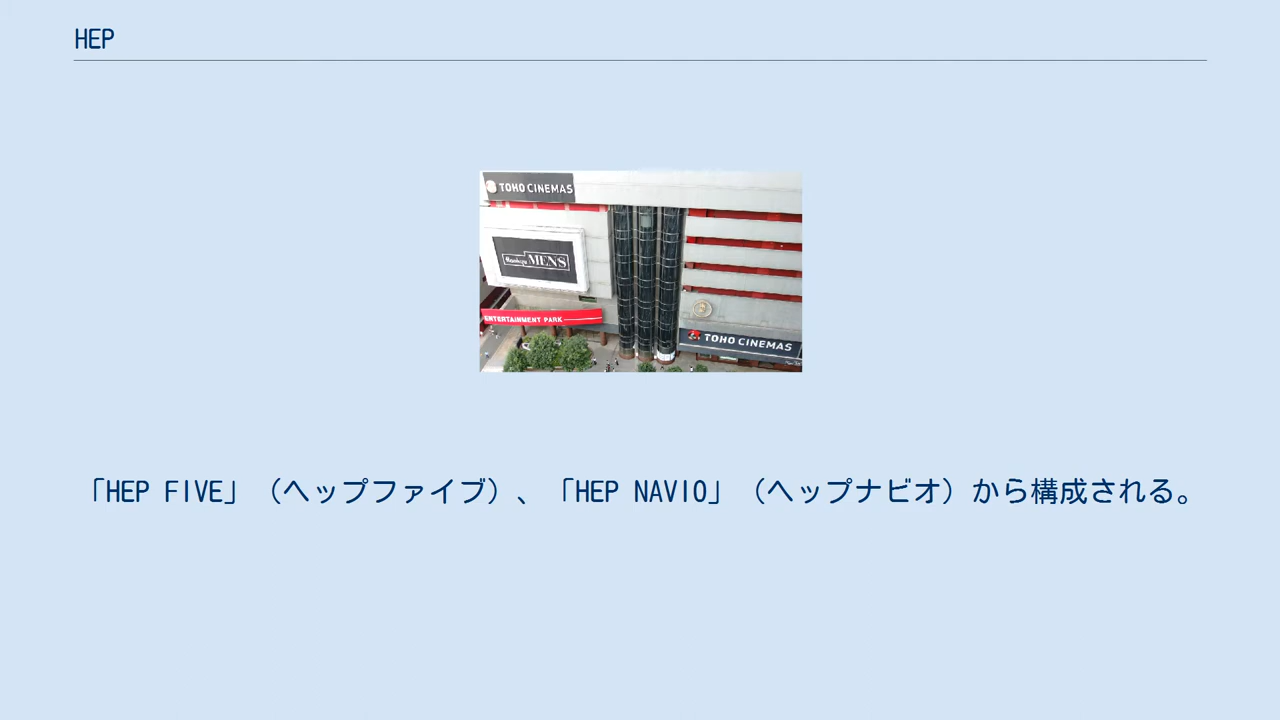 HEP
TOHO CINEMAS
MEN'S
ENTERTAINMENT PARK
TOHO CINEMAS
「HEP FIVE」（ヘップファイブ）、「HEP NAVIO」（ヘップナビオ）から構成される。